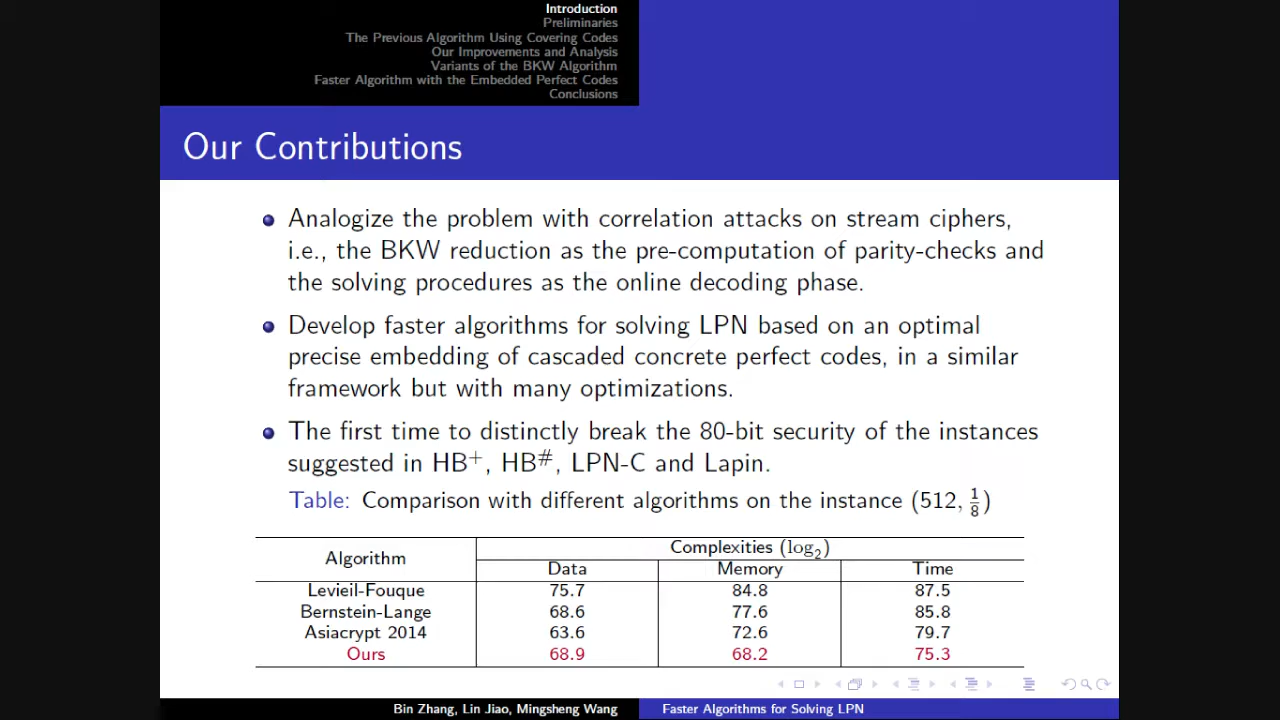 Introduction
Preliminaries
The Previous Algorithm Using Covering Codes
Our Improvements and Analysis
Variants of the BKW Algorithm
Faster Algorithm with the Embedded Perfect Codes
Conclusions
Our Contributions
Analogize the problem with correlation attacks on stream ciphers,
i.e., the BKW reduction as the pre-computation of parity-checks and
the solving procedures as the online decoding phase.
Develop faster algorithms for solving LPN based on an optimal
precise embedding of cascaded concrete perfect codes, in a similar
framework but with many optimizations.
The first time to distinctly break the 80-bit security of the instances
suggested in HB⁺, HB^#, LPN-C and Lapin.
Table: Comparison with different algorithms on the instance (512, 1/8)
Algorithm Complexities (log₂)
Data Memory Time
Levieil-Fouque 75.7 84.8 87.5
Bernstein-Lange 68.6 77.6 85.8
Asiacrypt 2014 63.6 72.6 79.7
Ours 68.9 68.2 75.3
Bin Zhang, Lin Jiao, Mingsheng Wang Faster Algorithms for Solving LPN